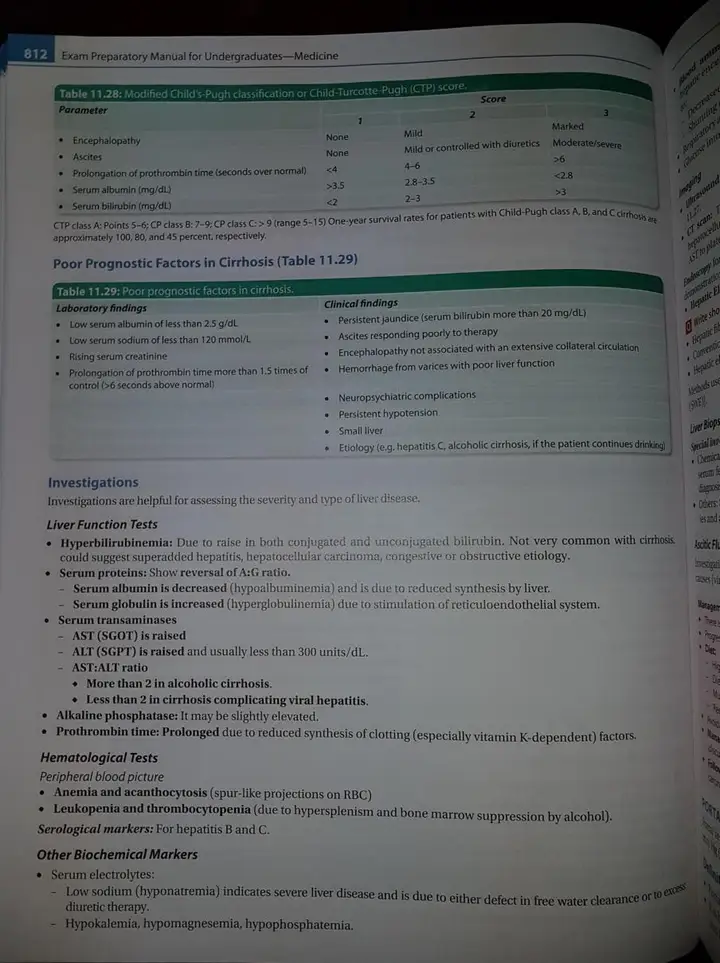 812 Exam Preparatory Manual for Undergraduates—Medicine
Table 11.28: Modified Child's-Pugh classification or Child-Turcotte-Pugh (CTP) score.
Parameter Score
1 2 3
• Encephalopathy None Mild Marked
• Ascites None Mild or controlled with diuretics Moderate/severe
• Prolongation of prothrombin time (seconds over normal) <4 4–6 >6
• Serum albumin (mg/dL) >3.5 2.8–3.5 <2.8
• Serum bilirubin (mg/dL) <2 2–3 >3
CTP class A: Points 5–6; CP class B: 7–9; CP class C: > 9 (range 5–15) One-year survival rates for patients with Child-Pugh class A, B, and C cirrhosis are
approximately 100, 80, and 45 percent, respectively.
Poor Prognostic Factors in Cirrhosis (Table 11.29)
Table 11.29: Poor prognostic factors in cirrhosis.
Laboratory findings Clinical findings
• Low serum albumin of less than 2.5 g/dL • Persistent jaundice (serum bilirubin more than 20 mg/dL)
• Low serum sodium of less than 120 mmol/L • Ascites responding poorly to therapy
• Rising serum creatinine • Encephalopathy not associated with an extensive collateral circulation
• Prolongation of prothrombin time more than 1.5 times of • Hemorrhage from varices with poor liver function
control (>6 seconds above normal)
• Neuropsychiatric complications
• Persistent hypotension
• Small liver
• Etiology (e.g. hepatitis C, alcoholic cirrhosis, if the patient continues drinking)
Investigations
Investigations are helpful for assessing the severity and type of liver disease.
Liver Function Tests
• Hyperbilirubinemia: Due to raise in both conjugated and unconjugated bilirubin. Not very common with cirrhosis,
could suggest superadded hepatitis, hepatocellular carcinoma, congestive or obstructive etiology.
• Serum proteins: Show reversal of A:G ratio.
– Serum albumin is decreased (hypoalbuminemia) and is due to reduced synthesis by liver.
– Serum globulin is increased (hyperglobulinemia) due to stimulation of reticuloendothelial system.
• Serum transaminases
– AST (SGOT) is raised
– ALT (SGPT) is raised and usually less than 300 units/dL.
– AST:ALT ratio
◆ More than 2 in alcoholic cirrhosis.
◆ Less than 2 in cirrhosis complicating viral hepatitis.
• Alkaline phosphatase: It may be slightly elevated.
• Prothrombin time: Prolonged due to reduced synthesis of clotting (especially vitamin K-dependent) factors.
Hematological Tests
Peripheral blood picture
• Anemia and acanthocytosis (spur-like projections on RBC)
• Leukopenia and thrombocytopenia (due to hypersplenism and bone marrow suppression by alcohol).
Serological markers: For hepatitis B and C.
Other Biochemical Markers
• Serum electrolytes:
– Low sodium (hyponatremia) indicates severe liver disease and is due to either defect in free water clearance or to excess
diuretic therapy.
– Hypokalemia, hypomagnesemia, hypophosphatemia.